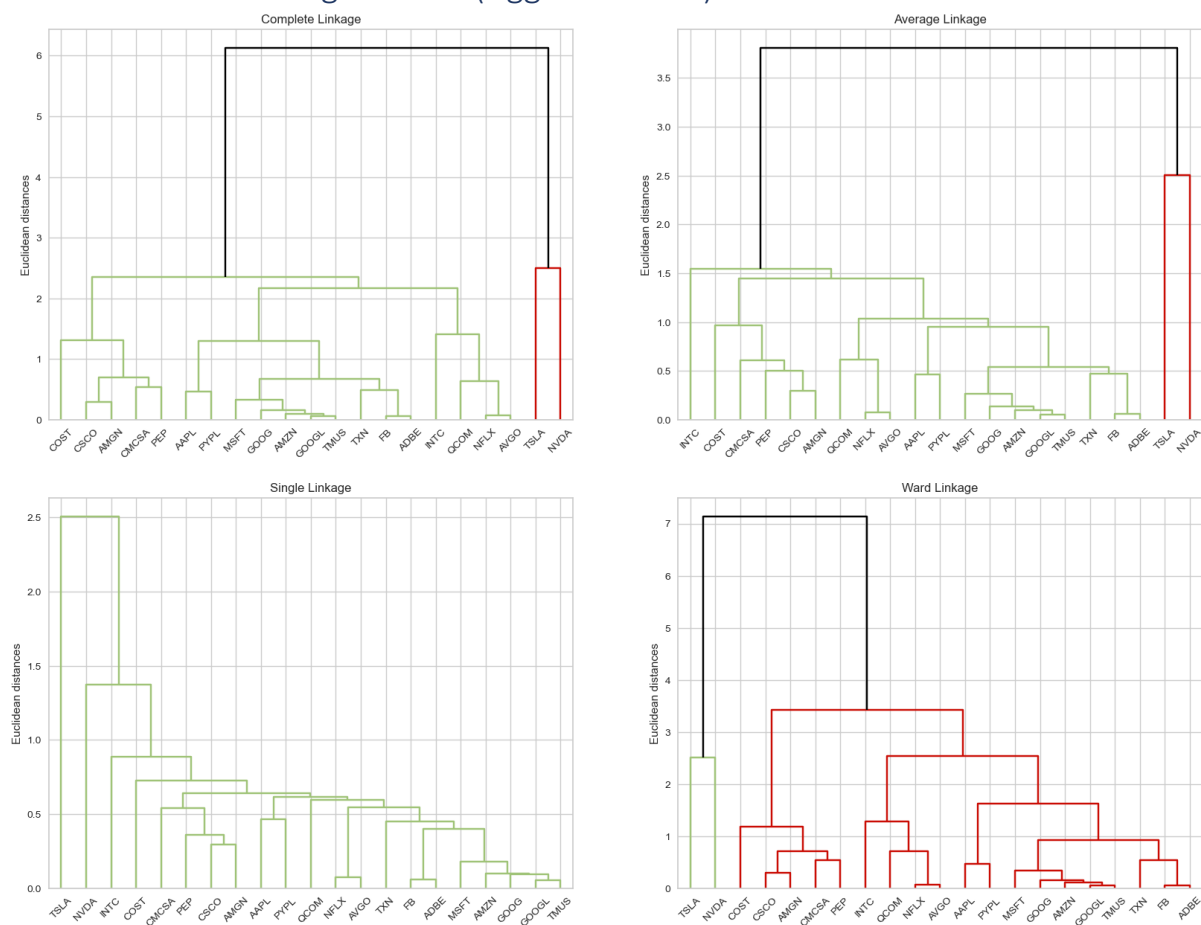 Complete Linkage
Euclidean distances
6
5
4
3
2
1
0
COST
CSCO
AMGN
CMCSA
PEP
AAPL
PYPL
MSFT
GOOG
AMZN
GOOGL
TMUS
TXN
FB
ADBE
INTC
QCOM
NFLX
AVGO
TSLA
NVDA
Average Linkage
Euclidean distances
3.5
3.0
2.5
2.0
1.5
1.0
0.5
0.0
INTC
COST
CMCSA
PEP
CSCO
AMGN
QCOM
NFLX
AVGO
AAPL
PYPL
MSFT
GOOG
AMZN
GOOGL
TMUS
TXN
FB
ADBE
TSLA
NVDA
Single Linkage
Euclidean distances
2.5
2.0
1.5
1.0
0.5
0.0
TSLA
NVDA
INTC
COST
CMCSA
PEP
CSCO
AMGN
AAPL
PYPL
QCOM
NFLX
AVGO
TXN
FB
ADBE
MSFT
AMZN
GOOG
GOOGL
TMUS
Ward Linkage
Euclidean distances
7
6
5
4
3
2
1
0
TSLA
NVDA
COST
CSCO
AMGN
CMCSA
PEP
INTC
QCOM
NFLX
AVGO
AAPL
PYPL
MSFT
GOOG
AMZN
GOOGL
TMUS
TXN
FB
ADBE